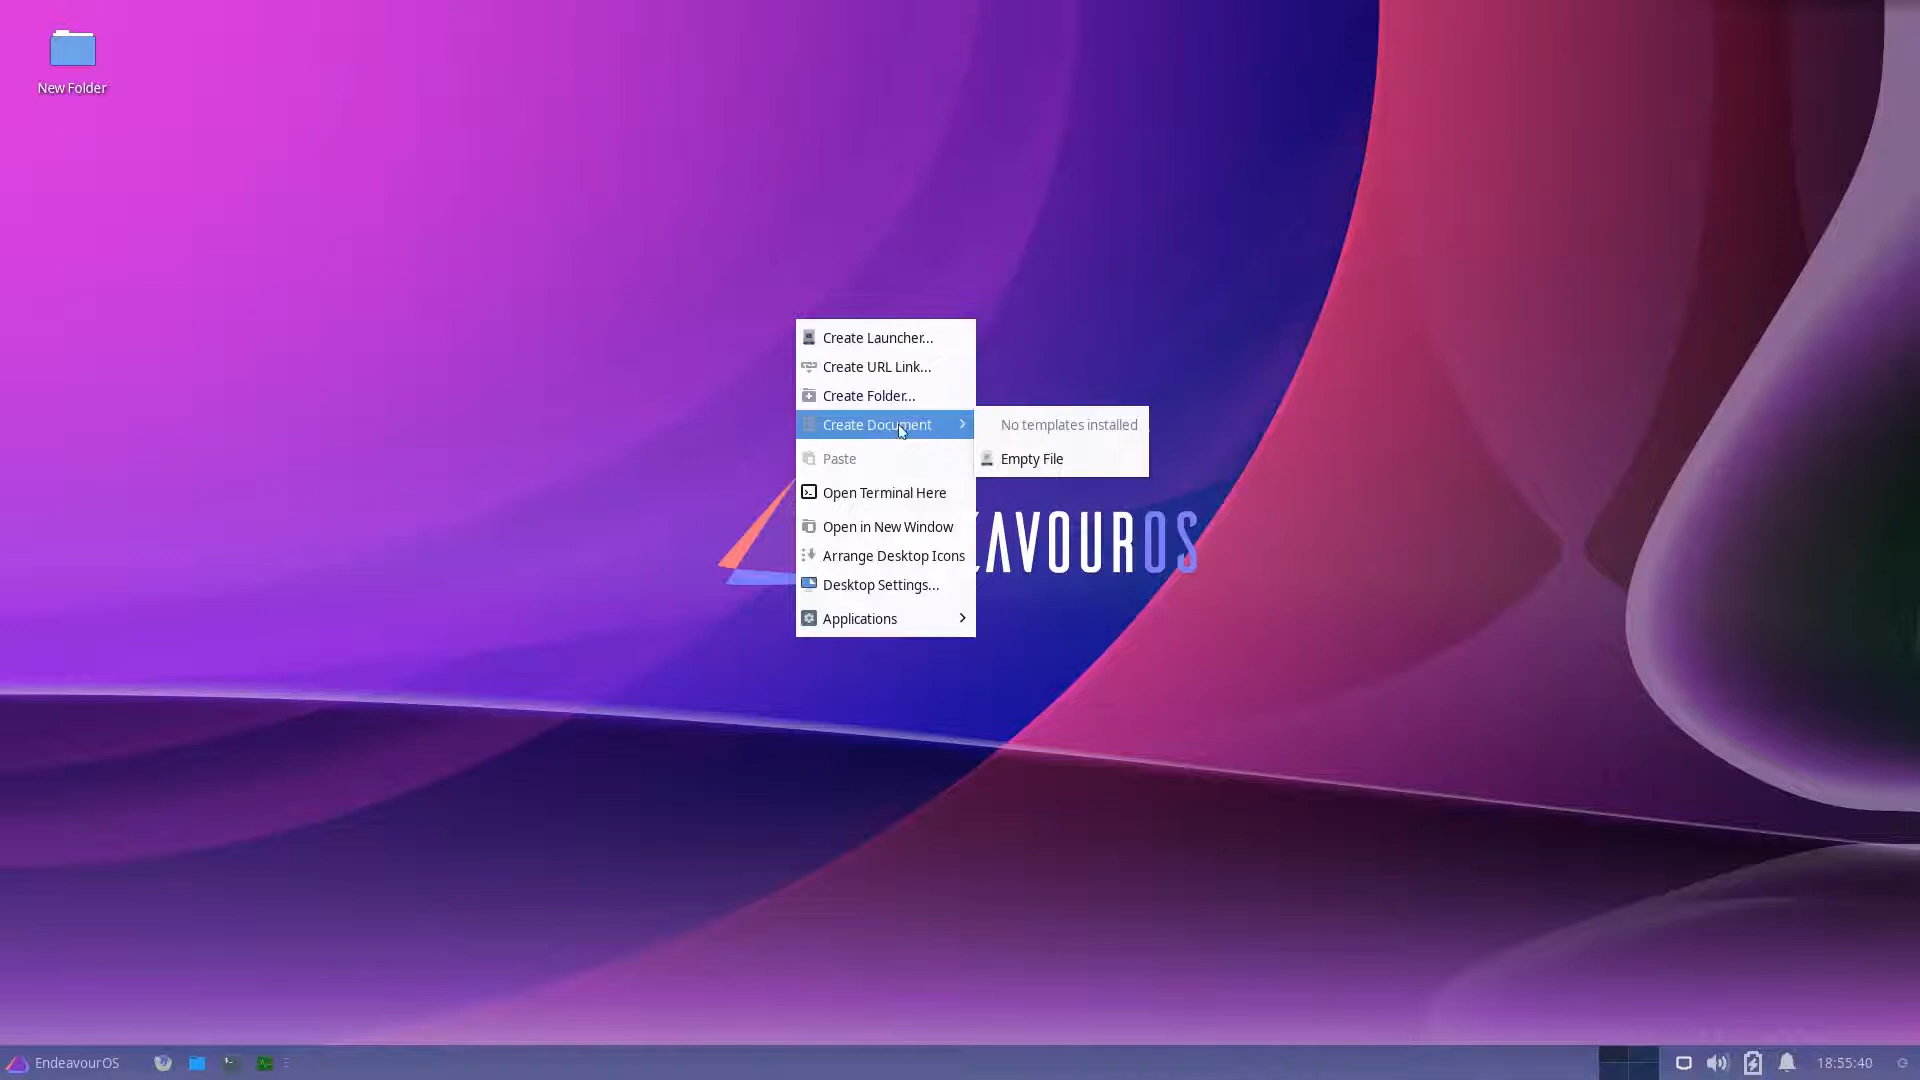 New Folder
Create Launcher...
Create URL Link...
Create Folder...
Create Document
No templates installed
Paste
Empty File
Open Terminal Here
Open in New Window
AVOUROS
Arrange Desktop Icons
Desktop Settings...
Applications
EndeavourOS
18:55:40